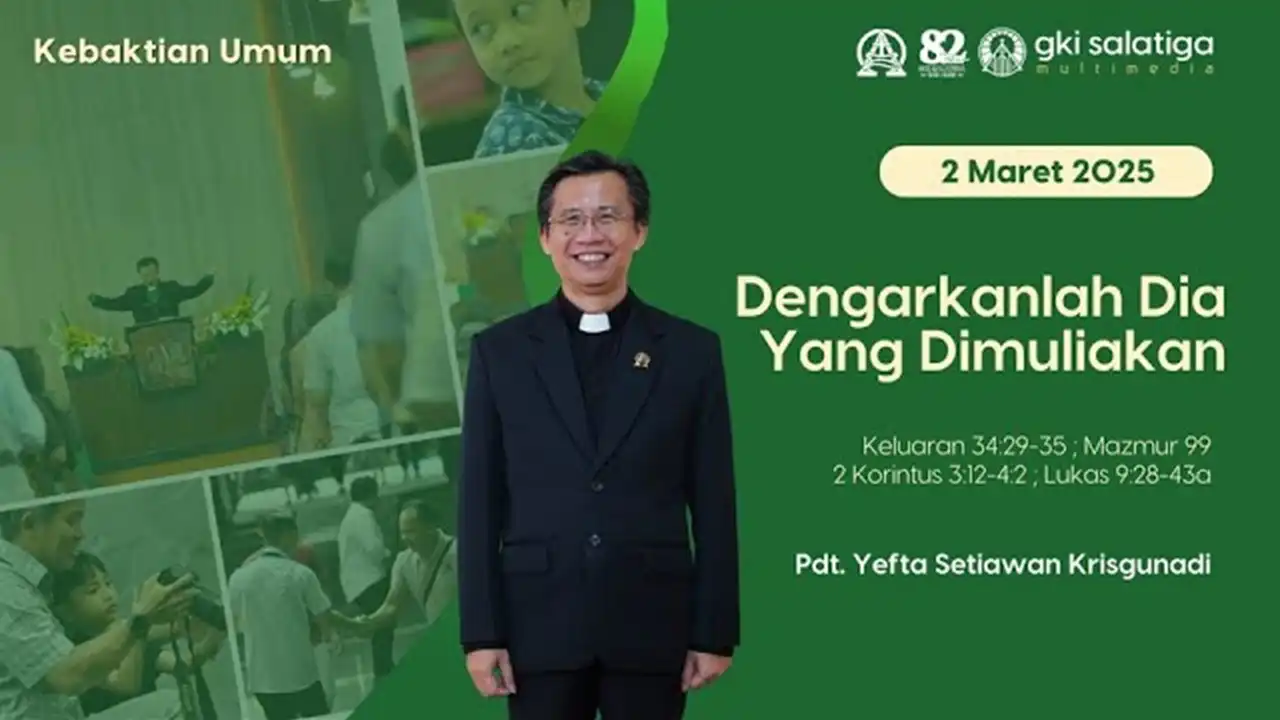 Kebaktian Umum
82
gki salatiga
multimedia
2 Maret 2025
Dengarkanlah Dia
Yang Dimuliakan
Keluaran 34:29-35 ; Mazmur 99
2 Korintus 3:12-4:2 ; Lukas 9:28-43a
Pdt. Yefta Setiawan Krisgunadi